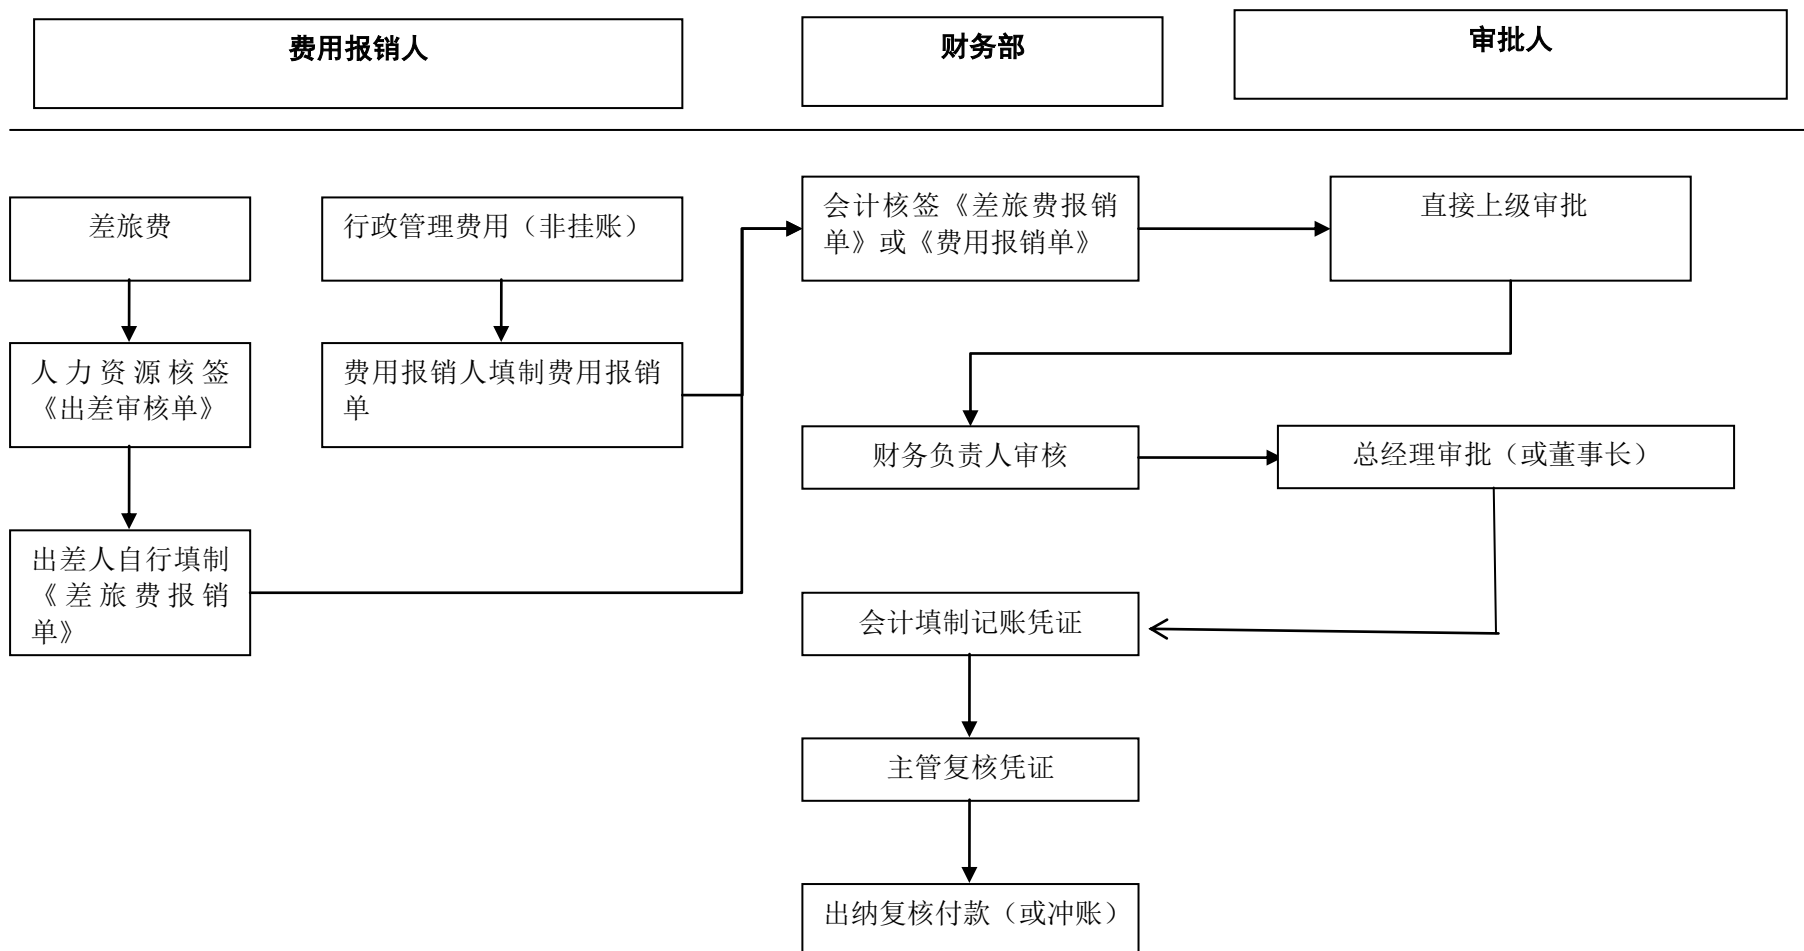 费用报销人
财务部
审批人
差旅费
行政管理费用（非挂账）
会计核签《差旅费报销
单》或《费用报销单》
直接上级审批
人力资源核签
《出差审核单》
费用报销人填制费用报销
单
财务负责人审核
总经理审批（或董事长）
出差人自行填制
《差旅费报销
单》
会计填制记账凭证
主管复核凭证
出纳复核付款（或冲账）